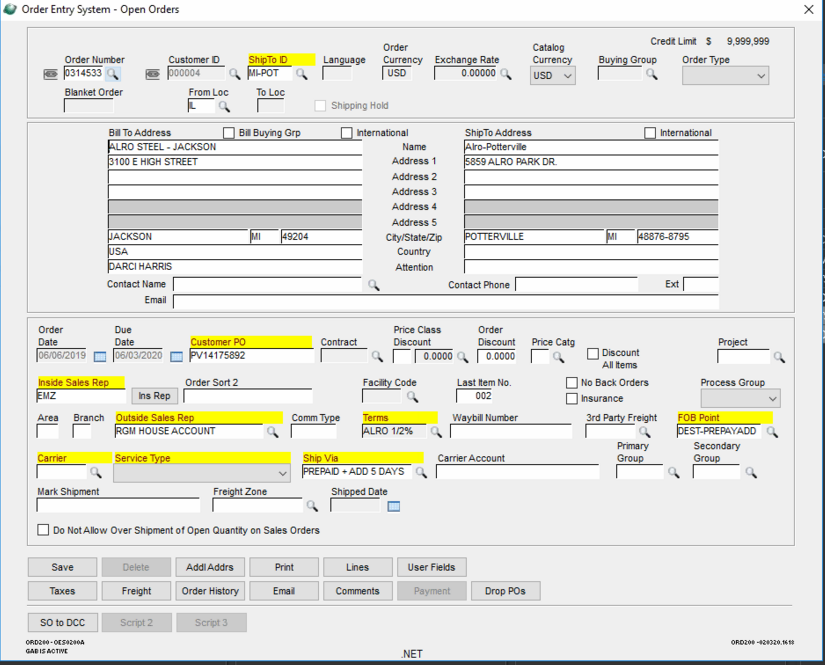 Order Entry System - Open Orders
Credit Limit $ 9,999,999
Order Number Customer ID ShipTo ID Language Order Currency Exchange Rate Catalog Currency Buying Group Order Type
0314533 000004 MI-POT USD 0.00000 USD
Blanket Order From Loc To Loc
IL Shipping Hold
Bill To Address Bill Buying Grp International ShipTo Address International
ALRO STEEL - JACKSON Name Alro-Potterville
3100 E HIGH STREET Address 1 5859 ALRO PARK DR.
Address 2
Address 3
Address 4
Address 5
JACKSON MI 49204 City/State/Zip POTTERVILLE MI 48876-8795
USA Country
DARCI HARRIS Attention
Contact Name Contact Phone Ext
Email
Order Date Due Date Customer PO Contract Price Class Discount Order Discount Price Catg Discount All Items Project
06/06/2019 06/03/2020 PV14175892 0.0000 0.0000
Inside Sales Rep Order Sort 2 Facility Code Last Item No. No Back Orders Process Group
EMZ Ins Rep 002 Insurance
Area Branch Outside Sales Rep Comm Type Terms Waybill Number 3rd Party Freight FOB Point
RGM HOUSE ACCOUNT ALRO 1/2% DEST-PREPAYADD
Carrier Service Type Ship Via Carrier Account Primary Group Secondary Group
PREPAID + ADD 5 DAYS
Mark Shipment Freight Zone Shipped Date
Do Not Allow Over Shipment of Open Quantity on Sales Orders
Save Delete Addl Addrs Print Lines User Fields
Taxes Freight Order History Email Comments Payment Drop POs
SO to DCC Script 2 Script 3
ORD200 - OES0200A ORD200 -020320.1618
GAB IS ACTIVE
.NET